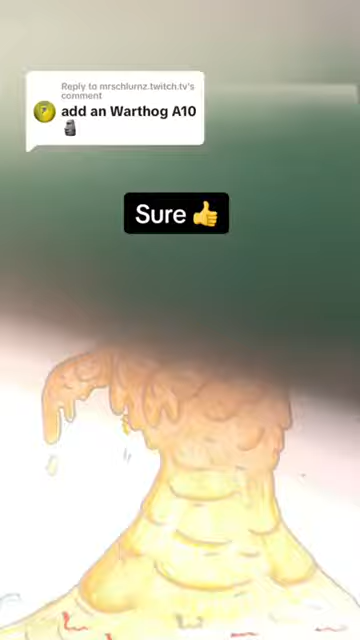 Reply to mrschlurnz.twitch.tv's
comment
add an Warthog A10
🗿
Sure 👍